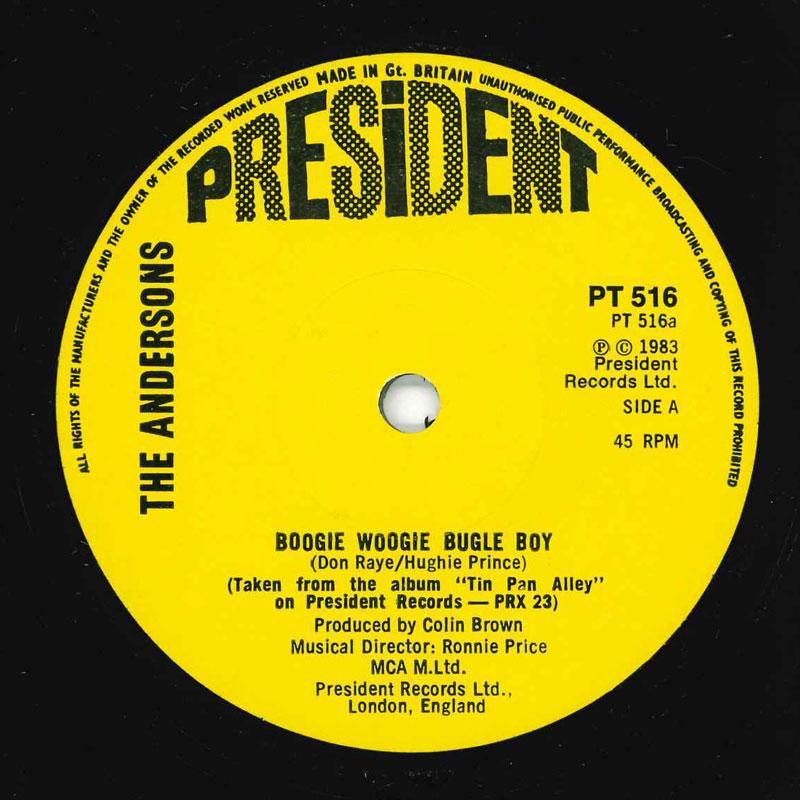 ALL RIGHTS OF THE MANUFACTURERS AND THE OWNER OF THE RECORDED WORK RESERVED MADE IN Gt. BRITAIN UNAUTHORISED PUBLIC PERFORMANCE BROADCASTING AND COPYING OF THIS RECORD PROHIBITED
PRESiDENT
THE ANDERSONS
PT 516
PT 516a
Ⓟ © 1983
President
Records Ltd.
SIDE A
45 RPM
BOOGIE WOOGIE BUGLE BOY
(Don Raye/Hughie Prince)
(Taken from the album "Tin Pan Alley"
on President Records — PRX 23)
Produced by Colin Brown
Musical Director: Ronnie Price
MCA M.Ltd.
President Records Ltd.,
London, England